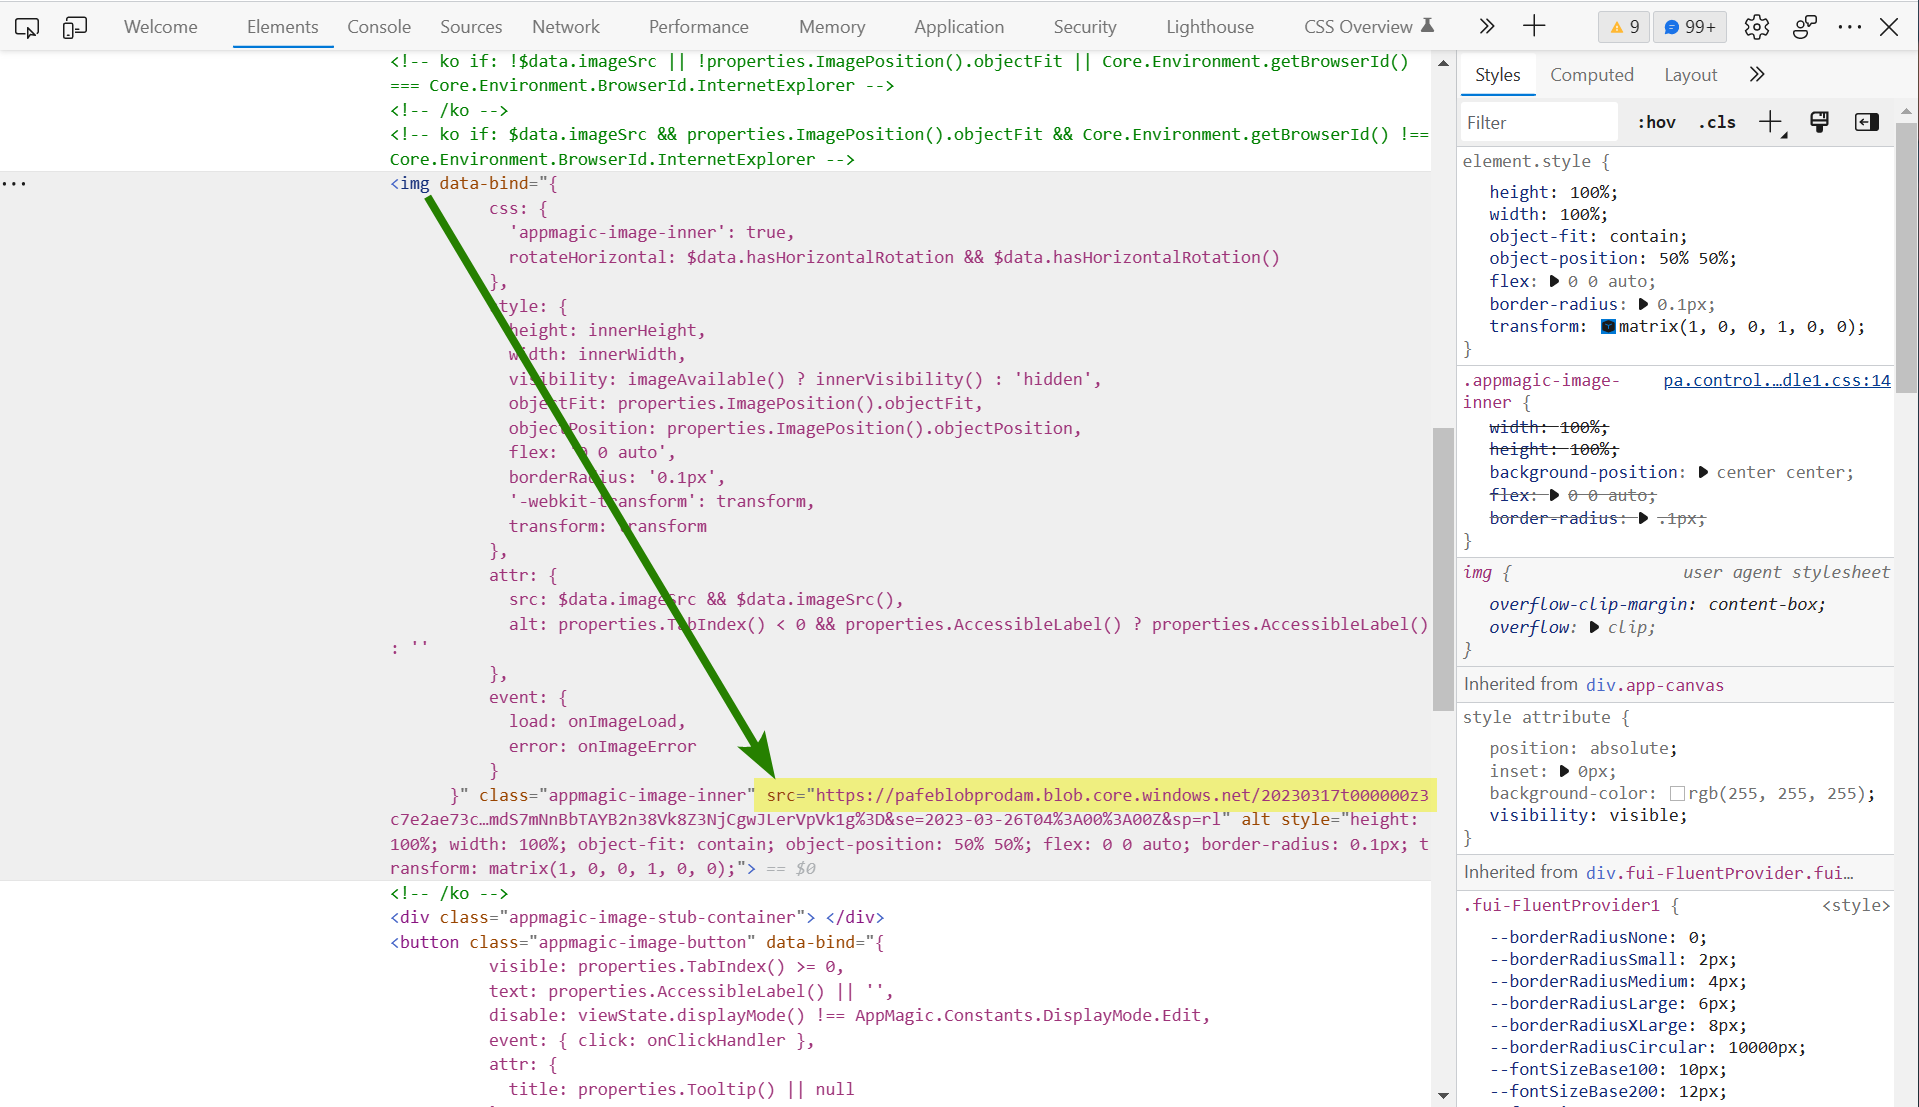 Welcome Elements Console Sources Network Performance Memory Application Security Lighthouse CSS Overview 9 99+
<!-- ko if: !$data.imageSrc || !properties.ImagePosition().objectFit || Core.Environment.getBrowserId()
=== Core.Environment.BrowserId.InternetExplorer -->
<!-- /ko -->
<!-- ko if: $data.imageSrc && properties.ImagePosition().objectFit && Core.Environment.getBrowserId() !==
Core.Environment.BrowserId.InternetExplorer -->
...
<img data-bind="{
css: {
'appmagic-image-inner': true,
rotateHorizontal: $data.hasHorizontalRotation && $data.hasHorizontalRotation()
},
style: {
height: innerHeight,
width: innerWidth,
visibility: imageAvailable() ? innerVisibility() : 'hidden',
objectFit: properties.ImagePosition().objectFit,
objectPosition: properties.ImagePosition().objectPosition,
flex: '0 0 auto',
borderRadius: '0.1px',
'-webkit-transform': transform,
transform: transform
},
attr: {
src: $data.imageSrc && $data.imageSrc(),
alt: properties.TabIndex() < 0 && properties.AccessibleLabel() ? properties.AccessibleLabel()
: ''
},
event: {
load: onImageLoad,
error: onImageError
}
}" class="appmagic-image-inner" src="https://pafeblobprodam.blob.core.windows.net/20230317t000000z3
c7e2ae73c…mdS7mNnBbTAYB2n38Vk8Z3NjCgwJLerVpVk1g%3D&se=2023-03-26T04%3A00%3A00Z&sp=rl" alt style="height:
100%; width: 100%; object-fit: contain; object-position: 50% 50%; flex: 0 0 auto; border-radius: 0.1px; t
ransform: matrix(1, 0, 0, 1, 0, 0);"> == $0
<!-- /ko -->
<div class="appmagic-image-stub-container"> </div>
<button class="appmagic-image-button" data-bind="{
visible: properties.TabIndex() >= 0,
text: properties.AccessibleLabel() || '',
disable: viewState.displayMode() !== AppMagic.Constants.DisplayMode.Edit,
event: { click: onClickHandler },
attr: {
title: properties.Tooltip() || null
Styles Computed Layout
Filter :hov .cls
element.style {
height: 100%;
width: 100%;
object-fit: contain;
object-position: 50% 50%;
flex: 0 0 auto;
border-radius: 0.1px;
transform: matrix(1, 0, 0, 1, 0, 0);
}
.appmagic-image- pa.control.…dle1.css:14
inner {
width: 100%;
height: 100%;
background-position: center center;
flex: 0 0 auto;
border-radius: .1px;
}
img { user agent stylesheet
overflow-clip-margin: content-box;
overflow: clip;
}
Inherited from div.app-canvas
style attribute {
position: absolute;
inset: 0px;
background-color: rgb(255, 255, 255);
visibility: visible;
}
Inherited from div.fui-FluentProvider.fui…
.fui-FluentProvider1 { <style>
--borderRadiusNone: 0;
--borderRadiusSmall: 2px;
--borderRadiusMedium: 4px;
--borderRadiusLarge: 6px;
--borderRadiusXLarge: 8px;
--borderRadiusCircular: 10000px;
--fontSizeBase100: 10px;
--fontSizeBase200: 12px;